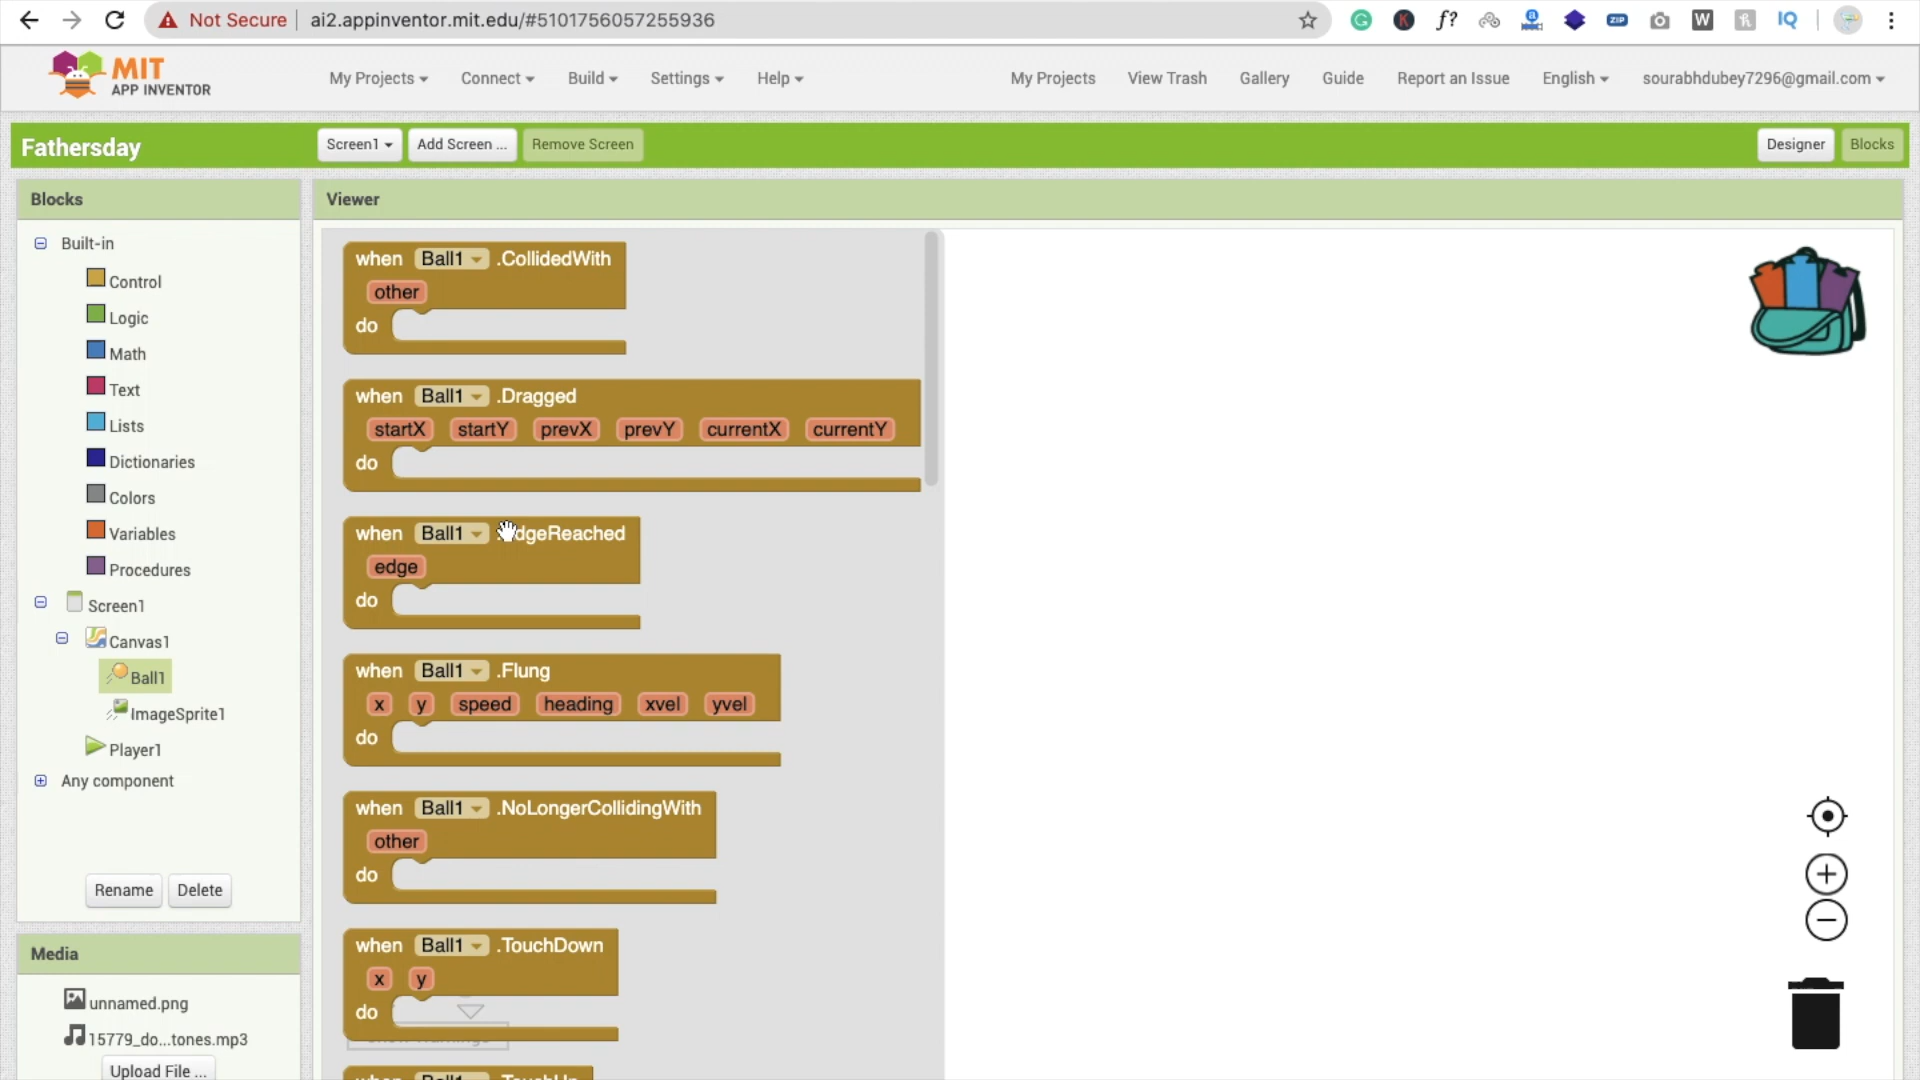 Not Secure | ai2.appinventor.mit.edu/#5101756057255936
MIT
APP INVENTOR
My Projects Connect Build Settings Help My Projects View Trash Gallery Guide Report an Issue English sourabhdubey7296@gmail.com
Fathersday Screen1 Add Screen ... Remove Screen Designer Blocks
Blocks
Viewer
Built-in
Control
Logic
Math
Text
Lists
Dictionaries
Colors
Variables
Procedures
Screen1
Canvas1
Ball1
ImageSprite1
Player1
Any component
Rename Delete
Media
unnamed.png
15779_do...tones.mp3
Upload File ...
when Ball1 .CollidedWith
other
do
when Ball1 .Dragged
startX startY prevX prevY currentX currentY
do
when Ball1 dgeReached
edge
do
when Ball1 .Flung
x y speed heading xvel yvel
do
when Ball1 .NoLongerCollidingWith
other
do
when Ball1 .TouchDown
x y
do